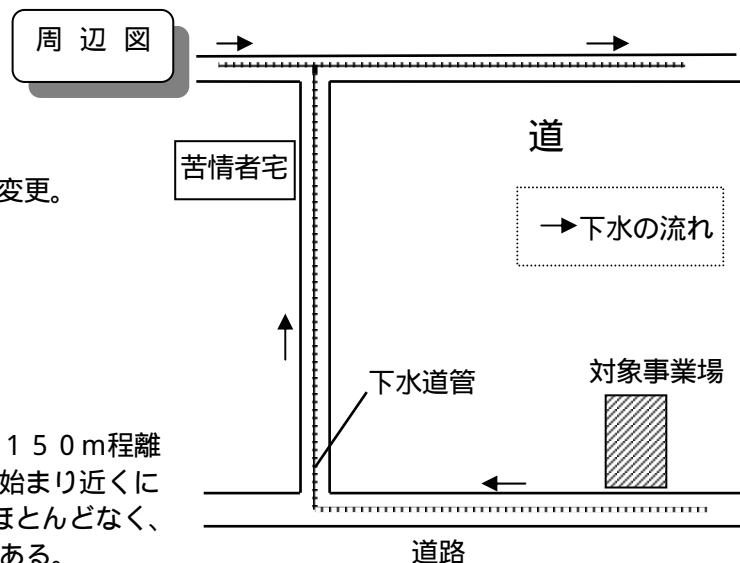 周 辺 図
道
苦情者宅
変更。
→下水の流れ
対象事業場
下水道管
１５０ｍ程離
始まり近くに
ほとんどなく、
ある。
道路